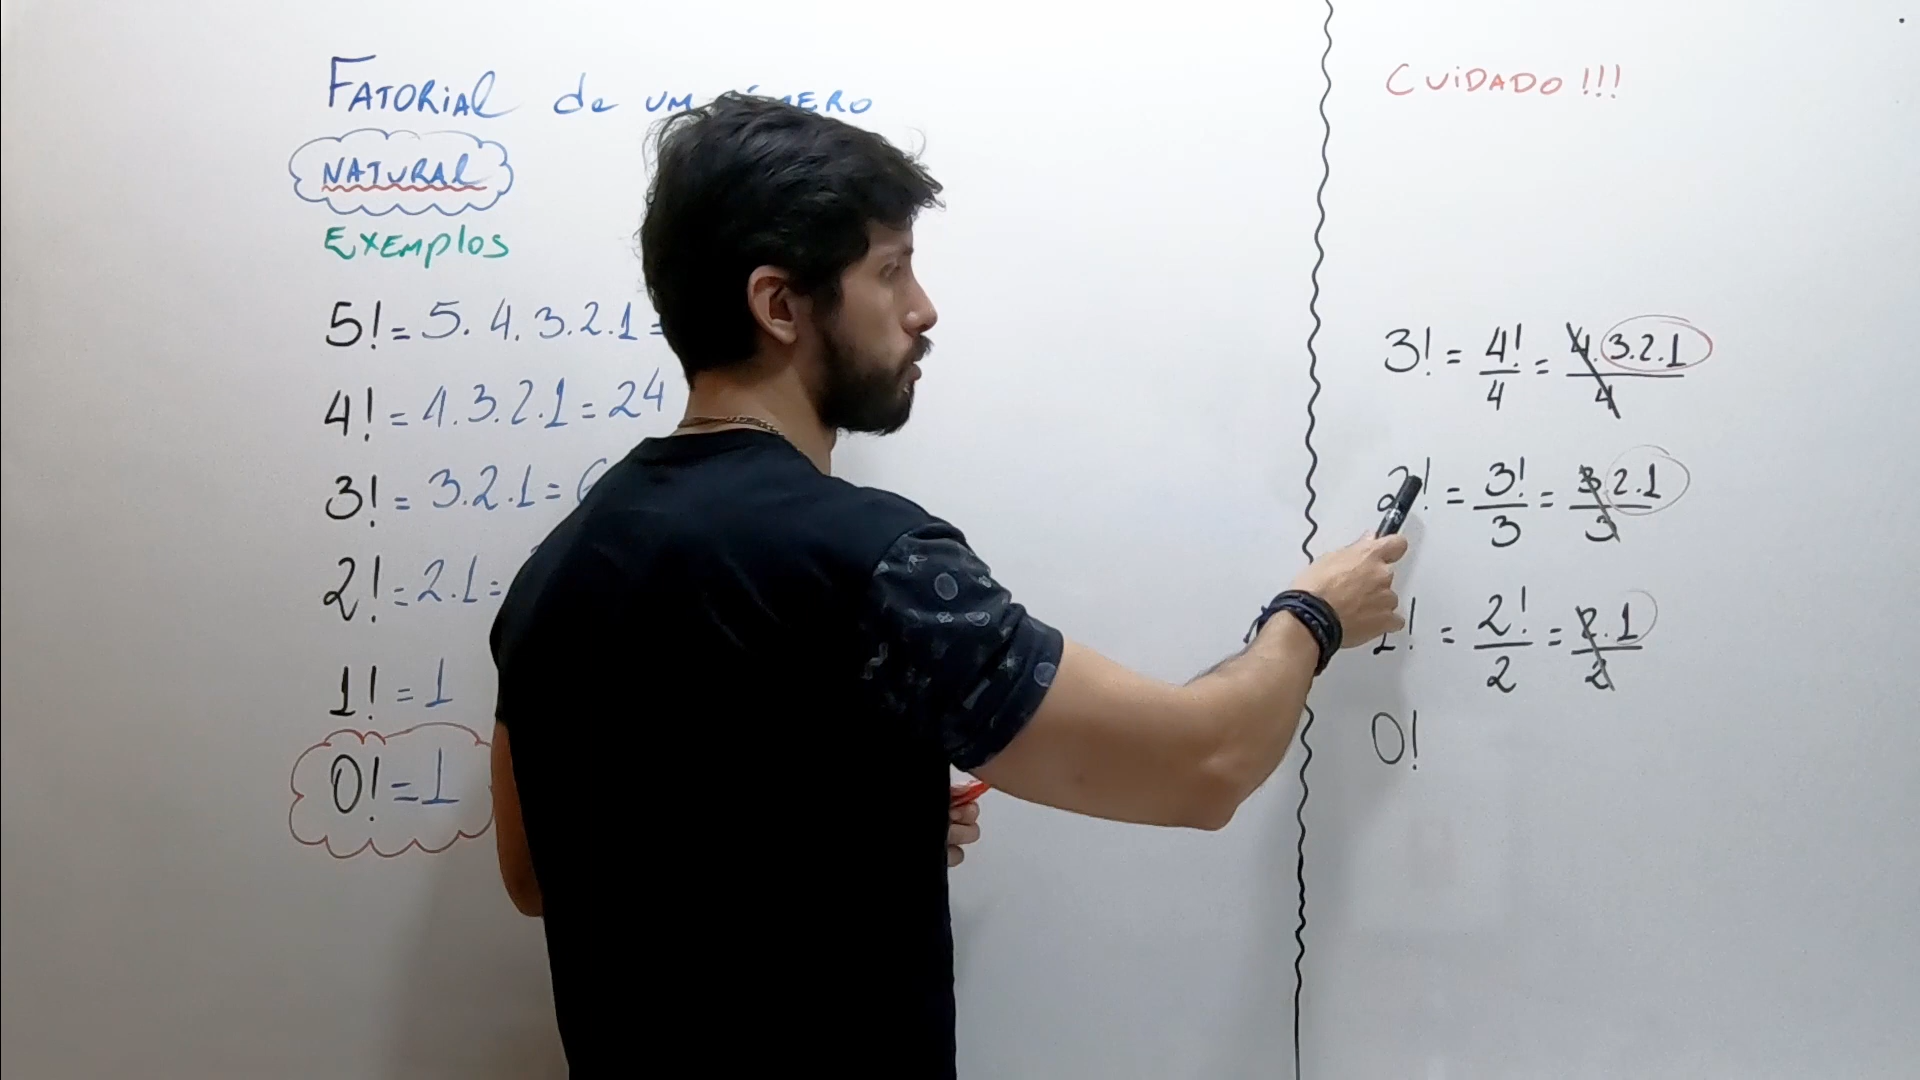 FATORIAL de UM NÚMERO
NATURAL
EXEMPLOS
5! = 5. 4. 3. 2. 1 =
4! = 4. 3. 2. 1 = 24
3! = 3. 2. 1 = 6
2! = 2. 1 =
1! = 1
0! = 1
CUIDADO !!!
3! = 4!/4 = 4. 3. 2. 1/4
2! = 3!/3 = 3. 2. 1/3
1! = 2!/2 = 2. 1/2
0!